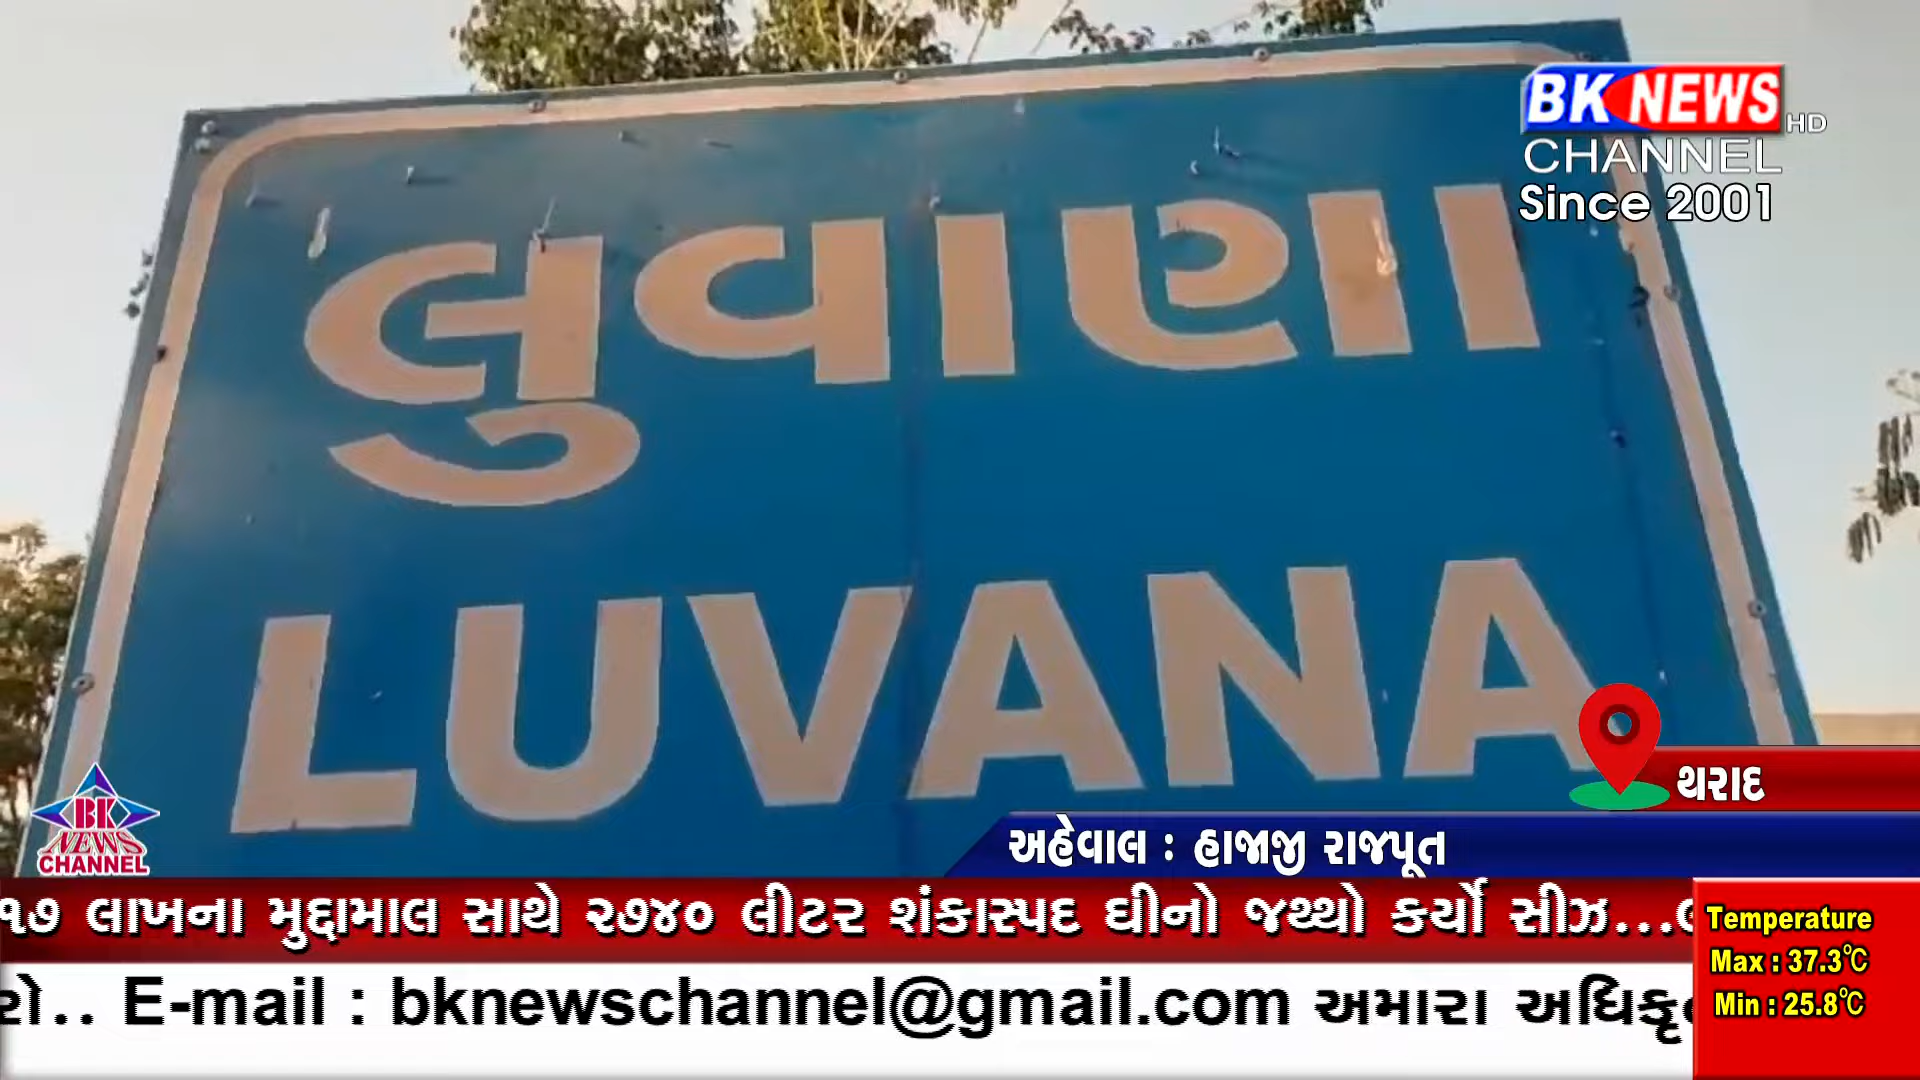 BK NEWS
HD
CHANNEL
Since 2001
લુવાણા
LUVANA
થરાદ
BK
NEWS
CHANNEL
અહેવાલ : હાજાજી રાજપૂત
૧૭ લાખના મુદ્દામાલ સાથે ૨૭૪૦ લીટર શંકાસ્પદ ઘીનો જથ્થો કર્યો સીઝ...
Temperature
Max : 37.3℃
Min : 25.8℃
E-mail : bknewschannel@gmail.com અમારા